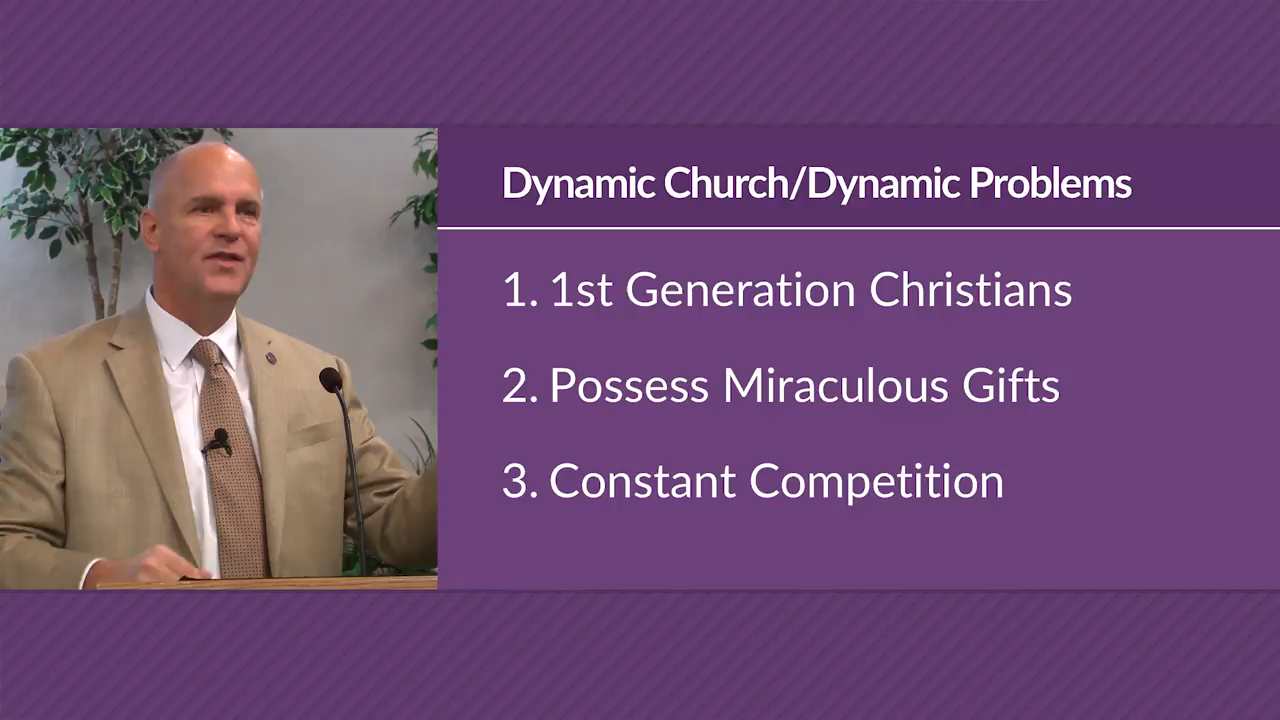 Dynamic Church/Dynamic Problems
1. 1st Generation Christians
2. Possess Miraculous Gifts
3. Constant Competition